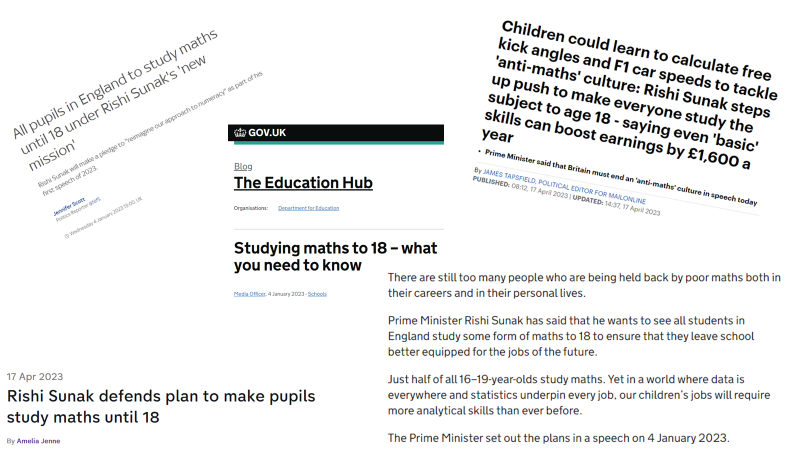 All pupils in England to study maths
until 18 under Rishi Sunak's 'new
mission'
Rishi Sunak will make a pledge to "reimagine our approach to numeracy" as part of his
first speech of 2023.
Jennifer Scott
Politics Reporter
Wednesday 4 January 2023 13:00, UK
GOV.UK
Blog
The Education Hub
Organisations: Department for Education
Studying maths to 18 – what
you need to know
Media Officer, 4 January 2023 - Schools
Children could learn to calculate free
kick angles and F1 car speeds to tackle
'anti-maths' culture: Rishi Sunak steps
up push to make everyone study the
subject to age 18 - saying even 'basic'
skills can boost earnings by £1,600 a
year
• Prime Minister said that Britain must end an 'anti-maths' culture in speech today
By JAMES TAPSFIELD, POLITICAL EDITOR FOR MAILONLINE
PUBLISHED: 08:12, 17 April 2023 | UPDATED: 14:37, 17 April 2023
There are still too many people who are being held back by poor maths both in
their careers and in their personal lives.
Prime Minister Rishi Sunak has said that he wants to see all students in
England study some form of maths to 18 to ensure that they leave school
better equipped for the jobs of the future.
Just half of all 16–19-year-olds study maths. Yet in a world where data is
everywhere and statistics underpin every job, our children's jobs will require
more analytical skills than ever before.
The Prime Minister set out the plans in a speech on 4 January 2023.
17 Apr 2023
Rishi Sunak defends plan to make pupils
study maths until 18
By Amelia Jenne